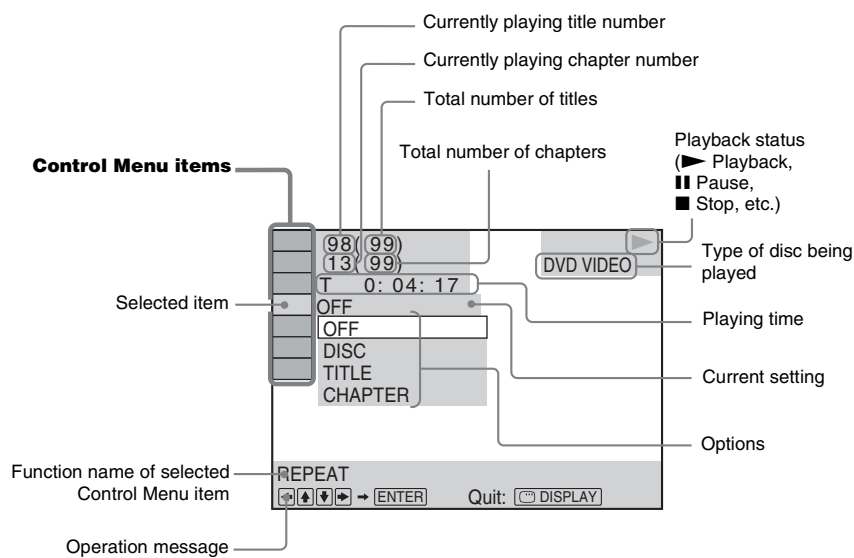 Currently playing title number
Currently playing chapter number
Total number of titles
Total number of chapters
Playback status
(► Playback,
❚❚ Pause,
■ Stop, etc.)
Control Menu items
98( 99)
13( 99)
T 0: 04: 17
OFF
OFF
DISC
TITLE
CHAPTER
DVD VIDEO
Type of disc being
played
Selected item
Playing time
Current setting
Options
Function name of selected
Control Menu item
REPEAT
ENTER Quit: DISPLAY
Operation message